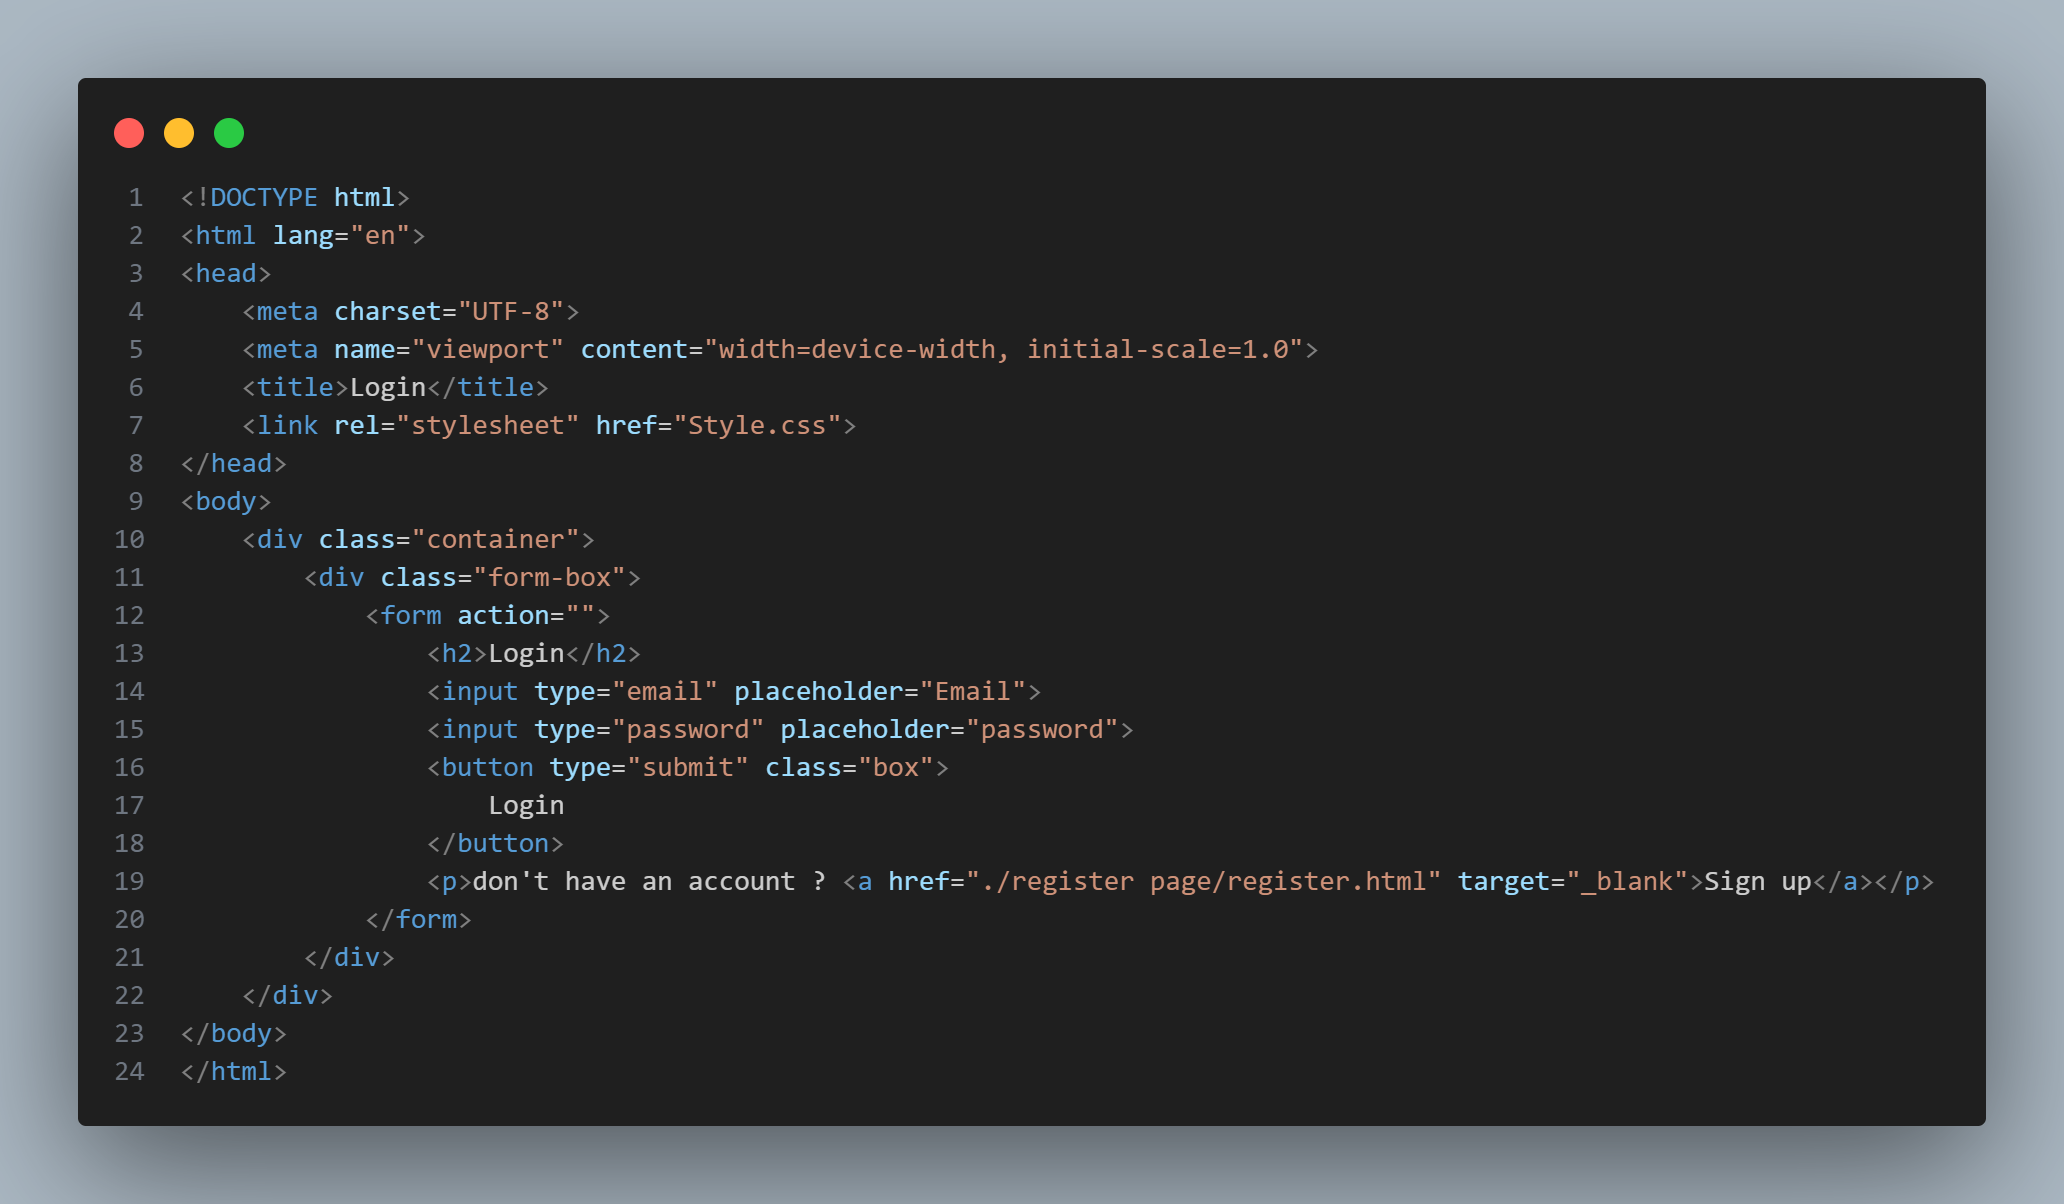 1 <!DOCTYPE html>
2 <html lang="en">
3 <head>
4     <meta charset="UTF-8">
5     <meta name="viewport" content="width=device-width, initial-scale=1.0">
6     <title>Login</title>
7     <link rel="stylesheet" href="Style.css">
8 </head>
9 <body>
10     <div class="container">
11         <div class="form-box">
12             <form action="">
13                 <h2>Login</h2>
14                 <input type="email" placeholder="Email">
15                 <input type="password" placeholder="password">
16                 <button type="submit" class="box">
17                     Login
18                 </button>
19                 <p>don't have an account ? <a href="./register page/register.html" target="_blank">Sign up</a></p>
20             </form>
21         </div>
22     </div>
23 </body>
24 </html>